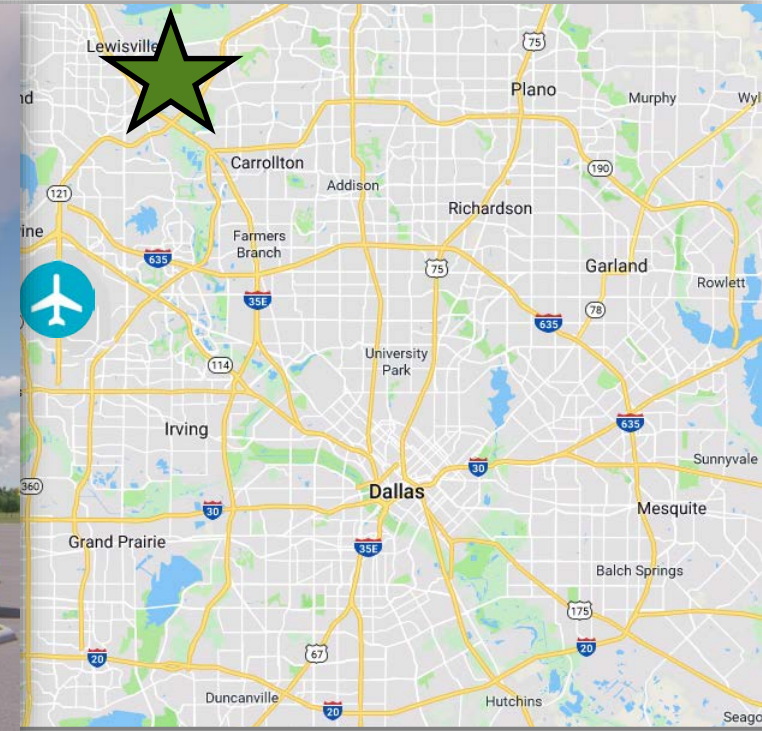 75
Lewisville
Plano
nd
Murphy
Wyl
Carrollton
190
Addison
121
Richardson
ine
Farmers
Branch
635
75
Garland
Rowlett
35E
78
635
University
Park
114
635
Irving
30
Sunnyvale
360
Dallas
30
Mesquite
Grand Prairie
35E
Balch Springs
175
67
20
20
Duncanville
Hutchins
20
Seago